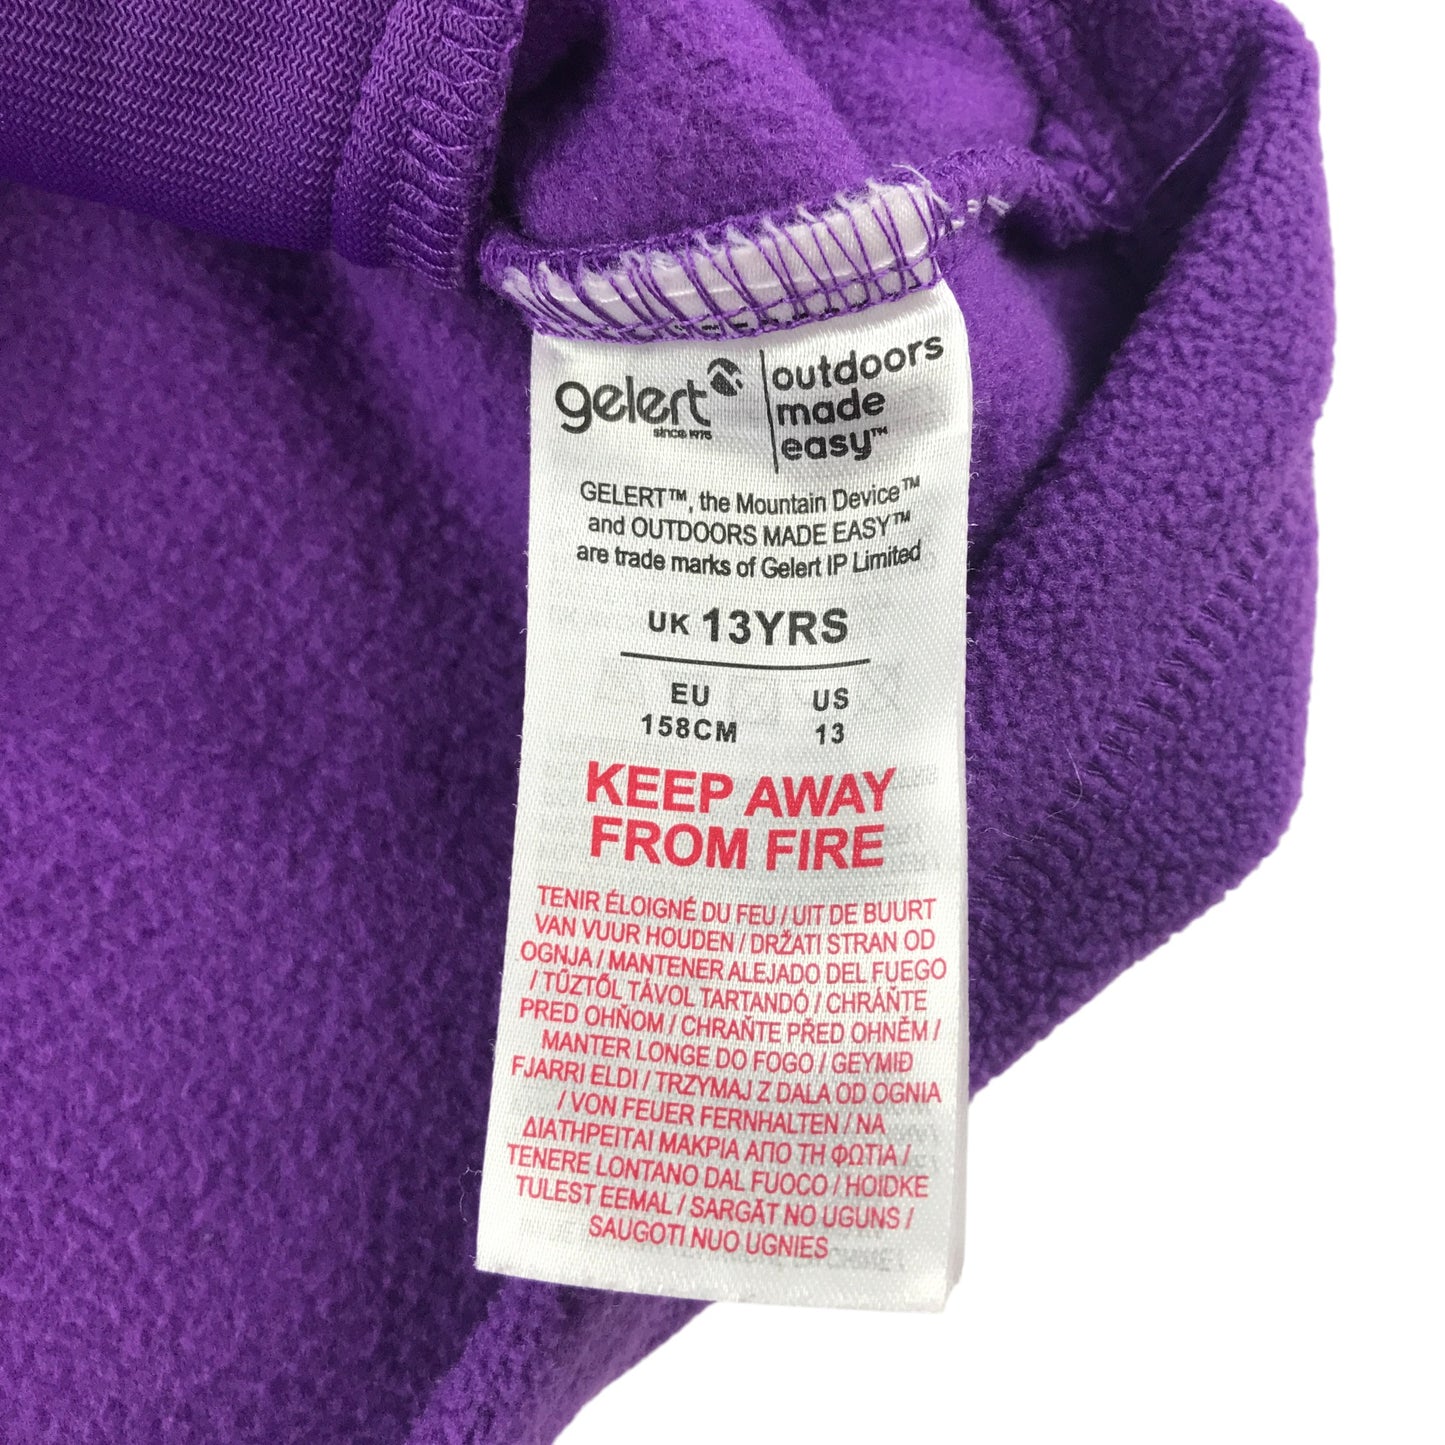 gelert
since 1975
outdoors
made
easy™
GELERT™, the Mountain Device™
and OUTDOORS MADE EASY™
are trade marks of Gelert IP Limited
UK 13YRS
EU US
158CM 13
KEEP AWAY
FROM FIRE
TENIR ÉLOIGNÉ DU FEU / UIT DE BUURT
VAN VUUR HOUDEN / DRŽATI STRAN OD
OGNJA / MANTENER ALEJADO DEL FUEGO
/ TŰZTŐL TÁVOL TARTANDÓ / CHRÁŇTE
PRED OHŇOM / CHRAŇTE PŘED OHNĚM /
MANTER LONGE DO FOGO / GEYMIÐ
FJARRI ELDI / TRZYMAJ Z DALA OD OGNIA
/ VON FEUER FERNHALTEN / ΝΑ
ΔΙΑΤΗΡΕΙΤΑΙ ΜΑΚΡΙΑ ΑΠΟ ΤΗ ΦΩΤΙΑ /
TENERE LONTANO DAL FUOCO / HOIDKE
TULEST EEMAL / SARGĀT NO UGUNS /
SAUGOTI NUO UGNIES